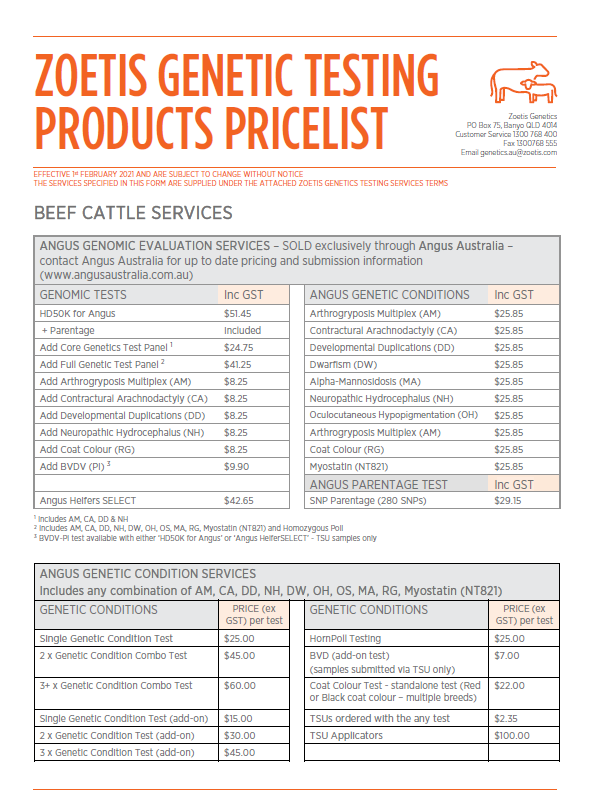 ZOETIS GENETIC TESTING
PRODUCTS PRICELIST
Zoetis Genetics
PO Box 75, Banyo QLD 4014
Customer Service 1300 768 400
Fax 1300768 555
Email genetics.au@zoetis.com
EFFECTIVE 1st FEBRUARY 2021 AND ARE SUBJECT TO CHANGE WITHOUT NOTICE
THE SERVICES SPECIFIED IN THIS FORM ARE SUPPLIED UNDER THE ATTACHED ZOETIS GENETICS TESTING SERVICES TERMS
BEEF CATTLE SERVICES
ANGUS GENOMIC EVALUATION SERVICES – SOLD exclusively through Angus Australia –
contact Angus Australia for up to date pricing and submission information
(www.angusaustralia.com.au)
GENOMIC TESTS Inc GST
HD50K for Angus $51.45
+ Parentage Included
Add Core Genetics Test Panel 1 $24.75
Add Full Genetic Test Panel 2 $41.25
Add Arthrogryposis Multiplex (AM) $8.25
Add Contractural Arachnodactyly (CA) $8.25
Add Developmental Duplications (DD) $8.25
Add Neuropathic Hydrocephalus (NH) $8.25
Add Coat Colour (RG) $8.25
Add BVDV (PI) 3 $9.90
Angus Heifers SELECT $42.65
ANGUS GENETIC CONDITIONS Inc GST
Arthrogryposis Multiplex (AM) $25.85
Contractural Arachnodactyly (CA) $25.85
Developmental Duplications (DD) $25.85
Dwarfism (DW) $25.85
Alpha-Mannosidosis (MA) $25.85
Neuropathic Hydrocephalus (NH) $25.85
Oculocutaneous Hypopigmentation (OH) $25.85
Arthrogryposis Multiplex (AM) $25.85
Coat Colour (RG) $25.85
Myostatin (NT821) $25.85
ANGUS PARENTAGE TEST Inc GST
SNP Parentage (280 SNPs) $29.15
1 Includes AM, CA, DD & NH
2 Includes AM, CA, DD, NH, DW, OH, OS, MA, RG, Myostatin (NT821) and Homozygous Poll
3 BVDV-PI test available with either 'HD50K for Angus' or 'Angus HeiferSELECT' - TSU samples only
ANGUS GENETIC CONDITION SERVICES
Includes any combination of AM, CA, DD, NH, DW, OH, OS, MA, RG, Myostatin (NT821)
GENETIC CONDITIONS PRICE (ex
GST) per test
Single Genetic Condition Test $25.00
2 x Genetic Condition Combo Test $45.00
3+ x Genetic Condition Combo Test $60.00
Single Genetic Condition Test (add-on) $15.00
2 x Genetic Condition Test (add-on) $30.00
3 x Genetic Condition Test (add-on) $45.00
GENETIC CONDITIONS PRICE (ex
GST) per test
HornPoll Testing $25.00
BVD (add-on test) $7.00
(samples submitted via TSU only)
Coat Colour Test - standalone test (Red $22.00
or Black coat colour – multiple breeds)
TSUs ordered with the any test $2.35
TSU Applicators $100.00